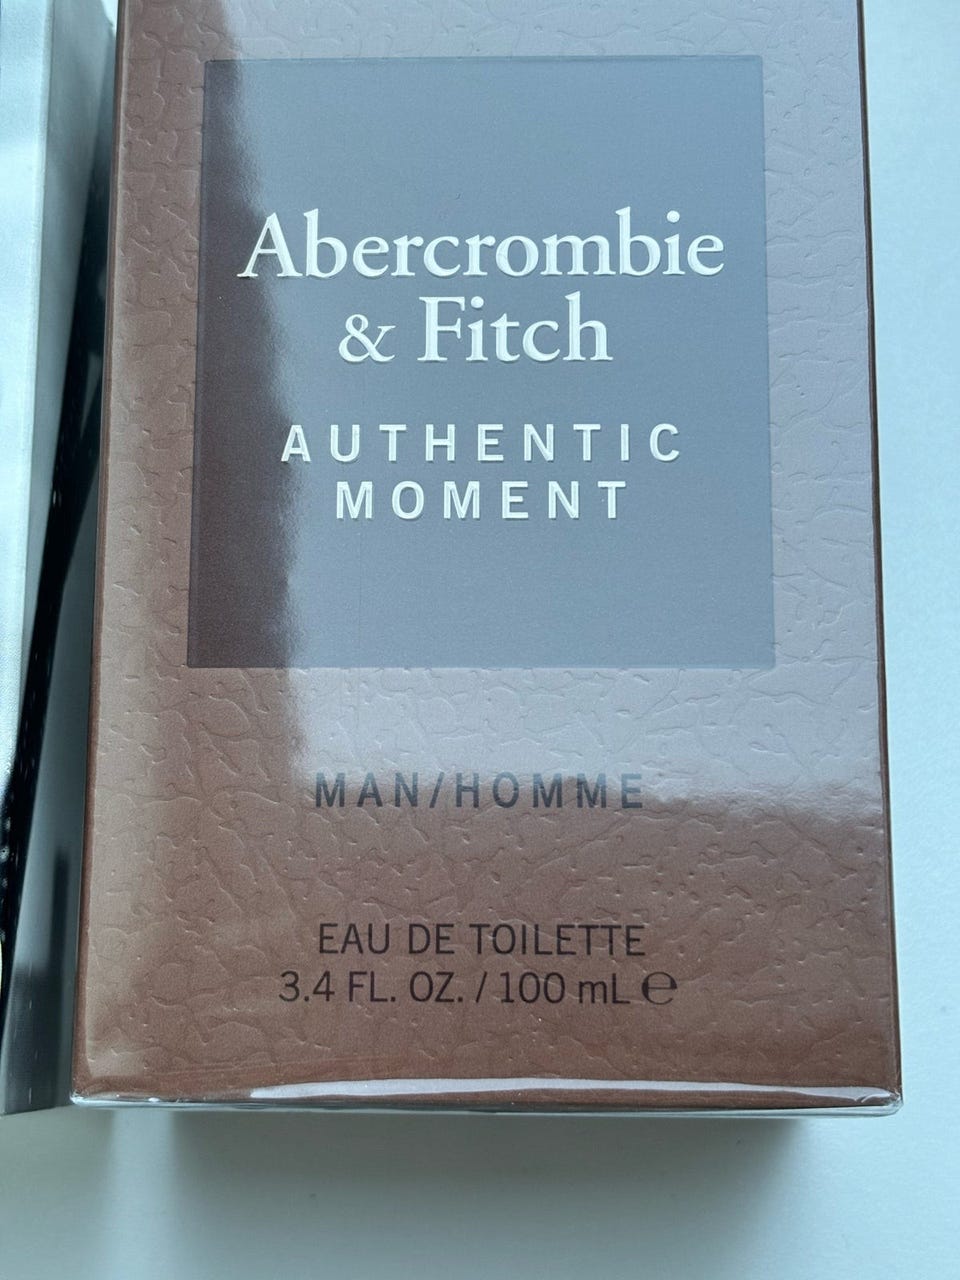 Abercrombie
& Fitch
AUTHENTIC
MOMENT
MAN/HOMME
EAU DE TOILETTE
3.4 FL. OZ. / 100 mL ℮